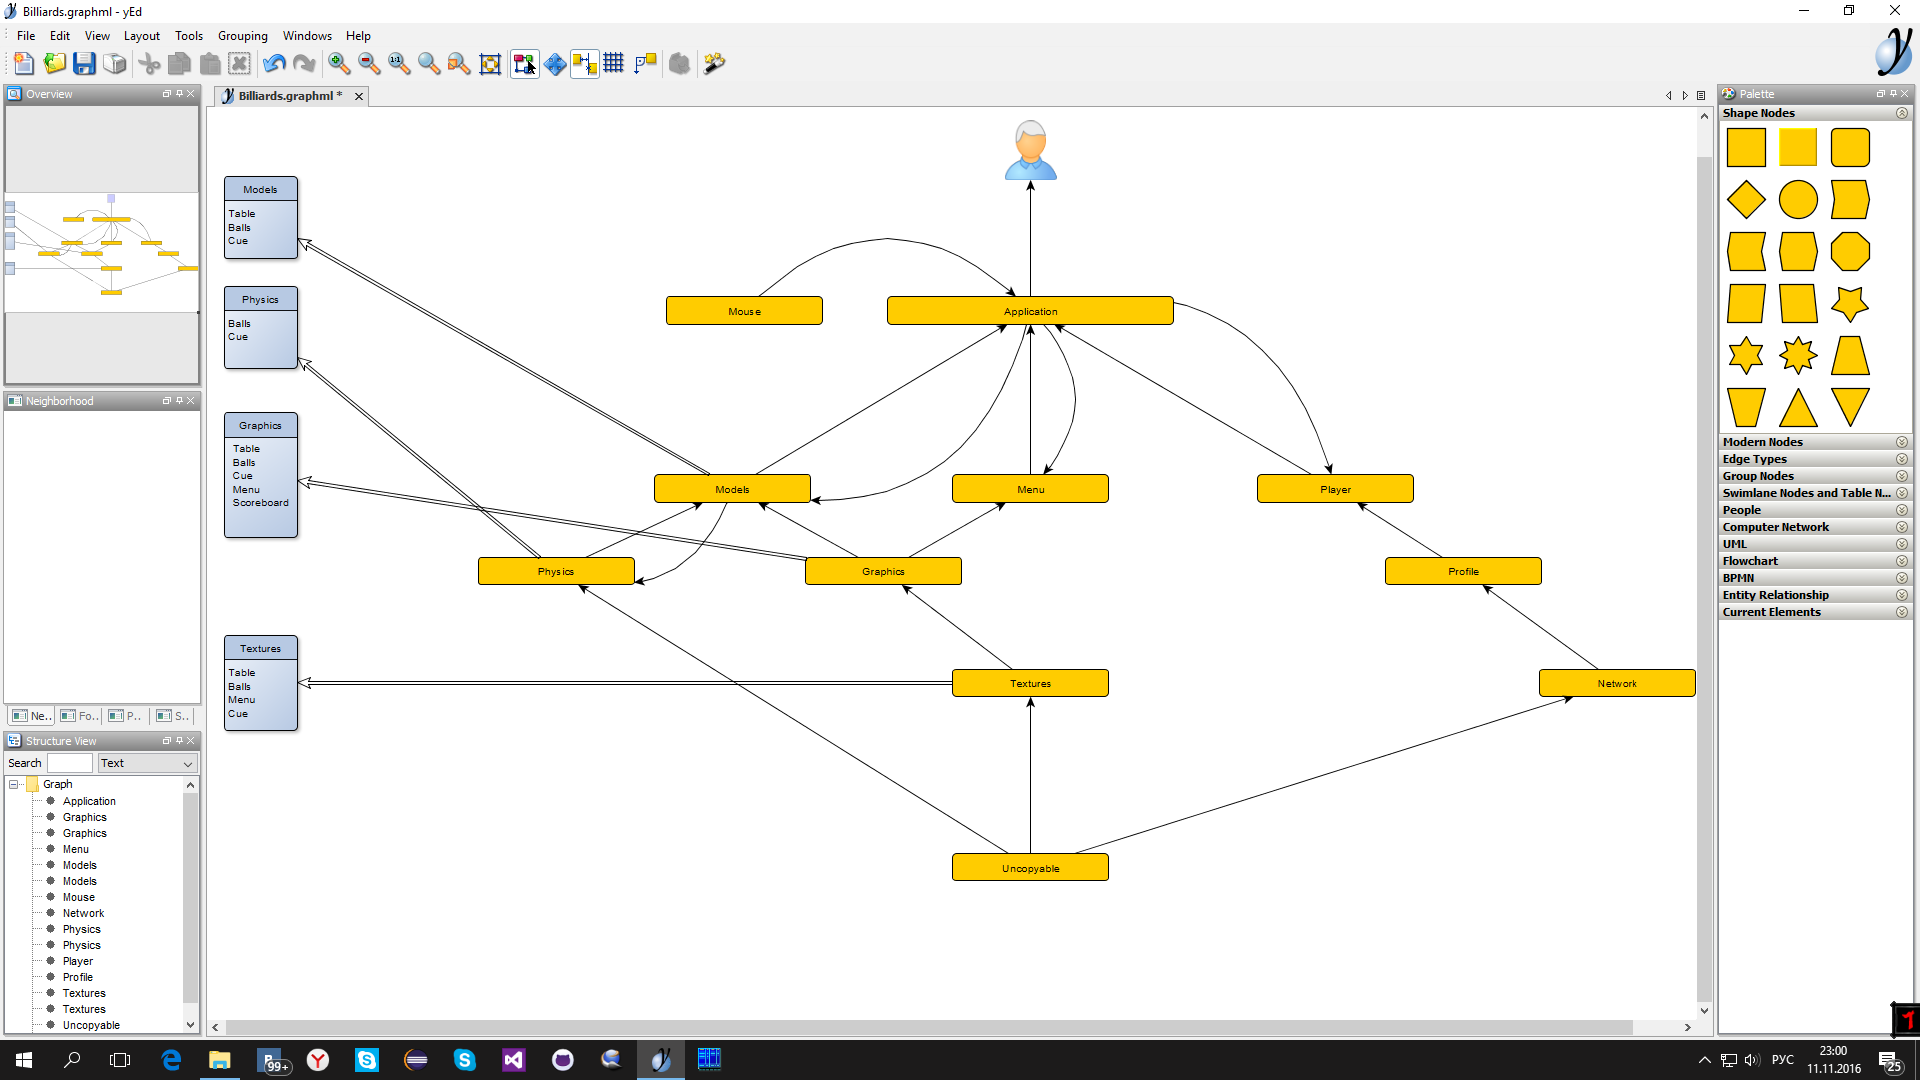 Billiards.graphml - yEd
File Edit View Layout Tools Grouping Windows Help
1:1
Overview
Neighborhood
Ne..
Fo..
P..
S..
Structure View
Search
Text
Graph
Application
Graphics
Graphics
Menu
Models
Models
Mouse
Network
Physics
Physics
Player
Profile
Textures
Textures
Uncopyable
Billiards.graphml *
Models
Table
Balls
Cue
Physics
Balls
Cue
Graphics
Table
Balls
Cue
Menu
Scoreboard
Textures
Table
Balls
Menu
Cue
Mouse
Application
Models
Menu
Player
Physics
Graphics
Profile
Textures
Network
Uncopyable
Palette
Shape Nodes
Modern Nodes
Edge Types
Group Nodes
Swimlane Nodes and Table N...
People
Computer Network
UML
Flowchart
BPMN
Entity Relationship
Current Elements
99+
РУС
23:00
11.11.2016
25